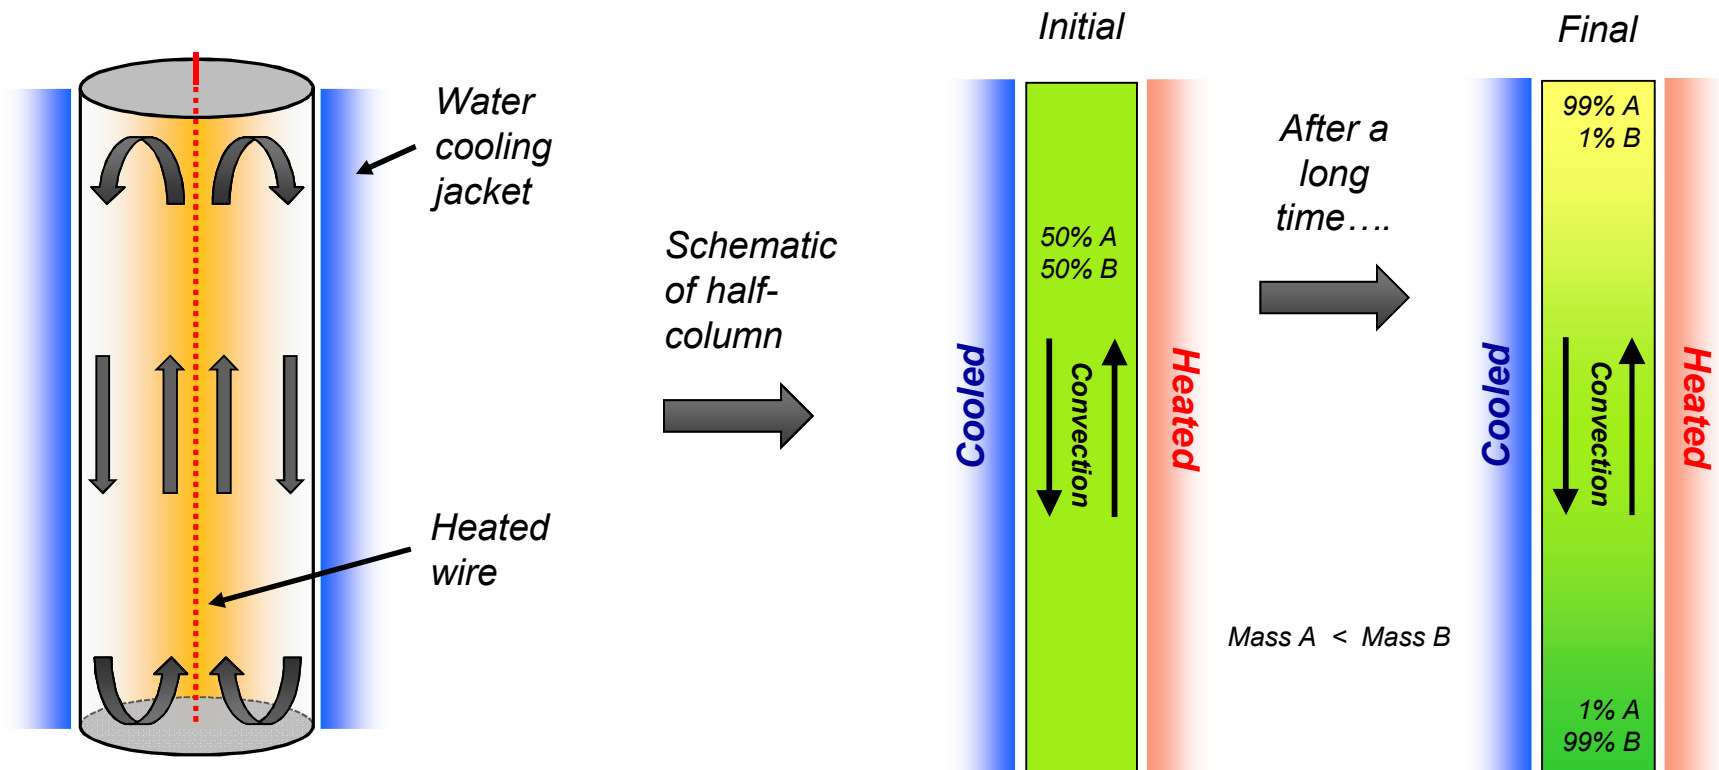 Water
cooling
jacket
Heated
wire
Schematic
of half-
column
Initial
50% A
50% B
Cooled
Convection
Heated
After a
long
time….
Mass A < Mass B
Final
99% A
1% B
Cooled
Convection
Heated
1% A
99% B